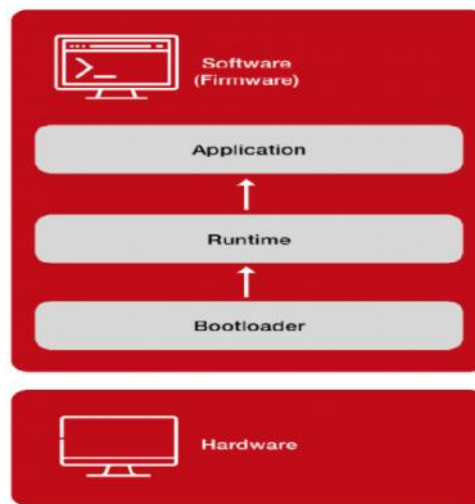 Software
(Firmware)
Application
Runtime
Bootloader
Hardware